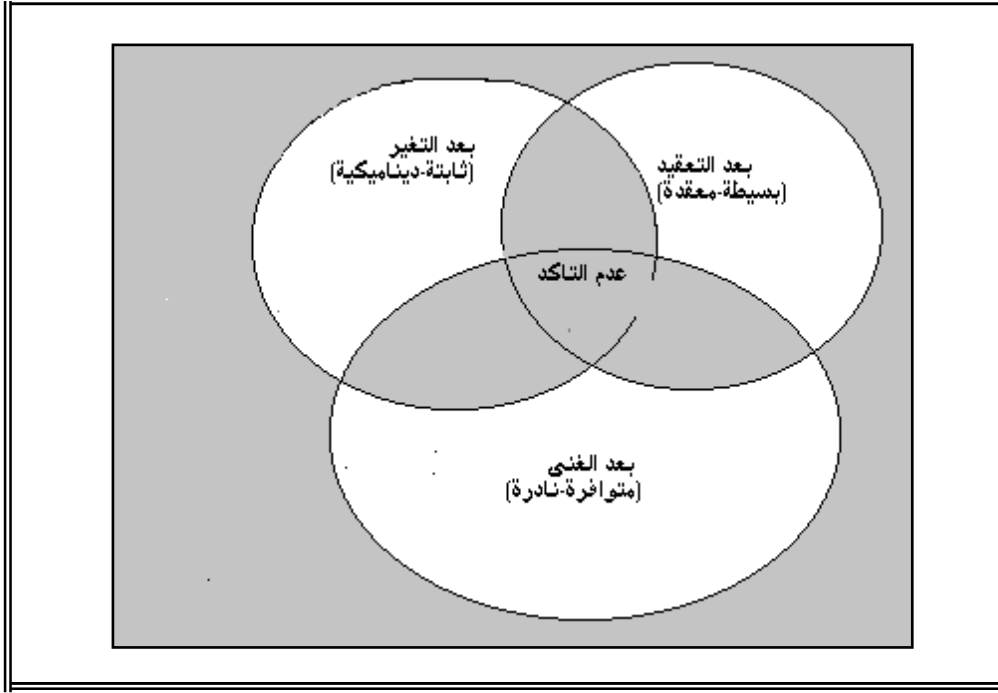 بعد التغير
(ثابتة-ديناميكية)
بعد التعقيد
(بسيطة-معقدة)
عدم التاكد
بعد الغنى
(متوافرة-نادرة)